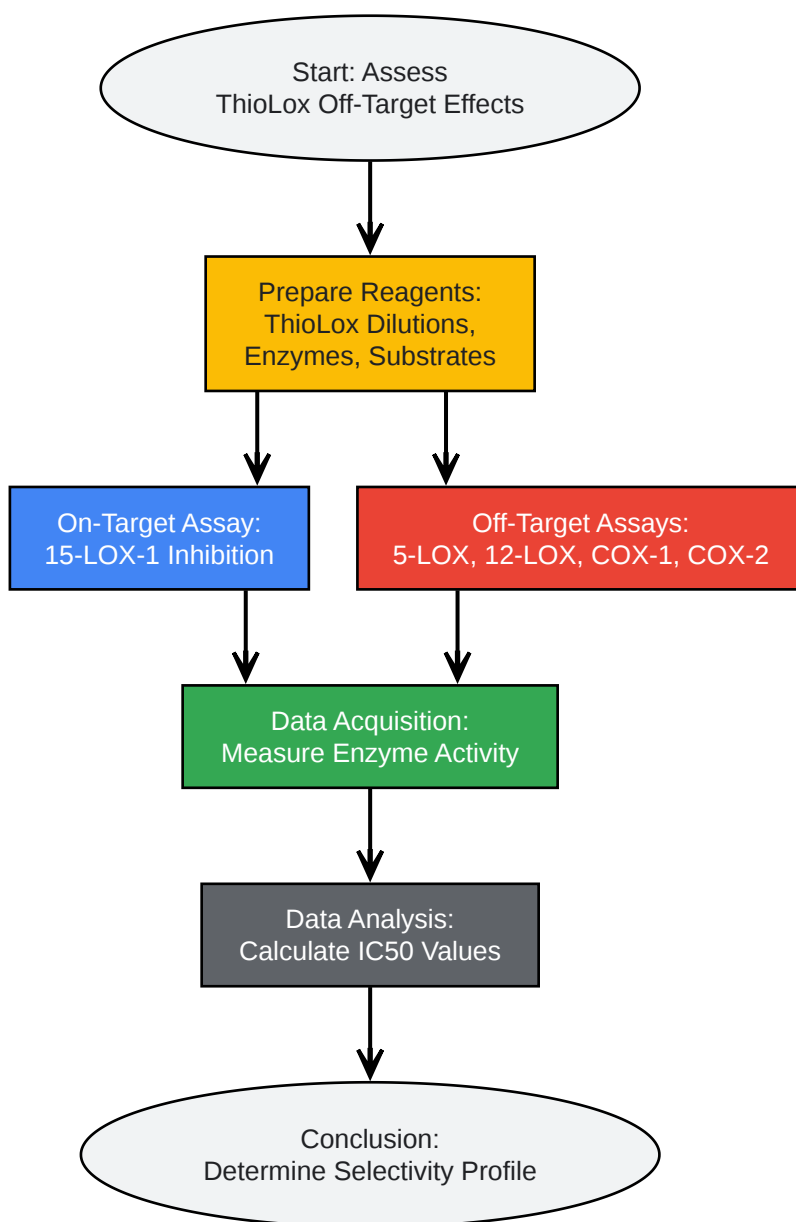 Start: Assess
ThioLox Off-Target Effects
Prepare Reagents:
ThioLox Dilutions,
Enzymes, Substrates
On-Target Assay:
15-LOX-1 Inhibition
Off-Target Assays:
5-LOX, 12-LOX, COX-1, COX-2
Data Acquisition:
Measure Enzyme Activity
Data Analysis:
Calculate IC50 Values
Conclusion:
Determine Selectivity Profile